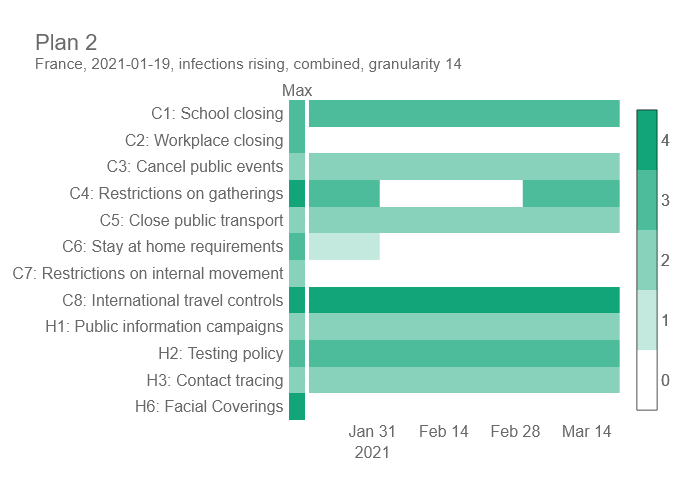 Plan 2
France, 2021-01-19, infections rising, combined, granularity 14
Max
C1: School closing
C2: Workplace closing
C3: Cancel public events
C4: Restrictions on gatherings
C5: Close public transport
C6: Stay at home requirements
C7: Restrictions on internal movement
C8: International travel controls
H1: Public information campaigns
H2: Testing policy
H3: Contact tracing
H6: Facial Coverings
4
3
2
1
0
Jan 31 Feb 14 Feb 28 Mar 14
2021